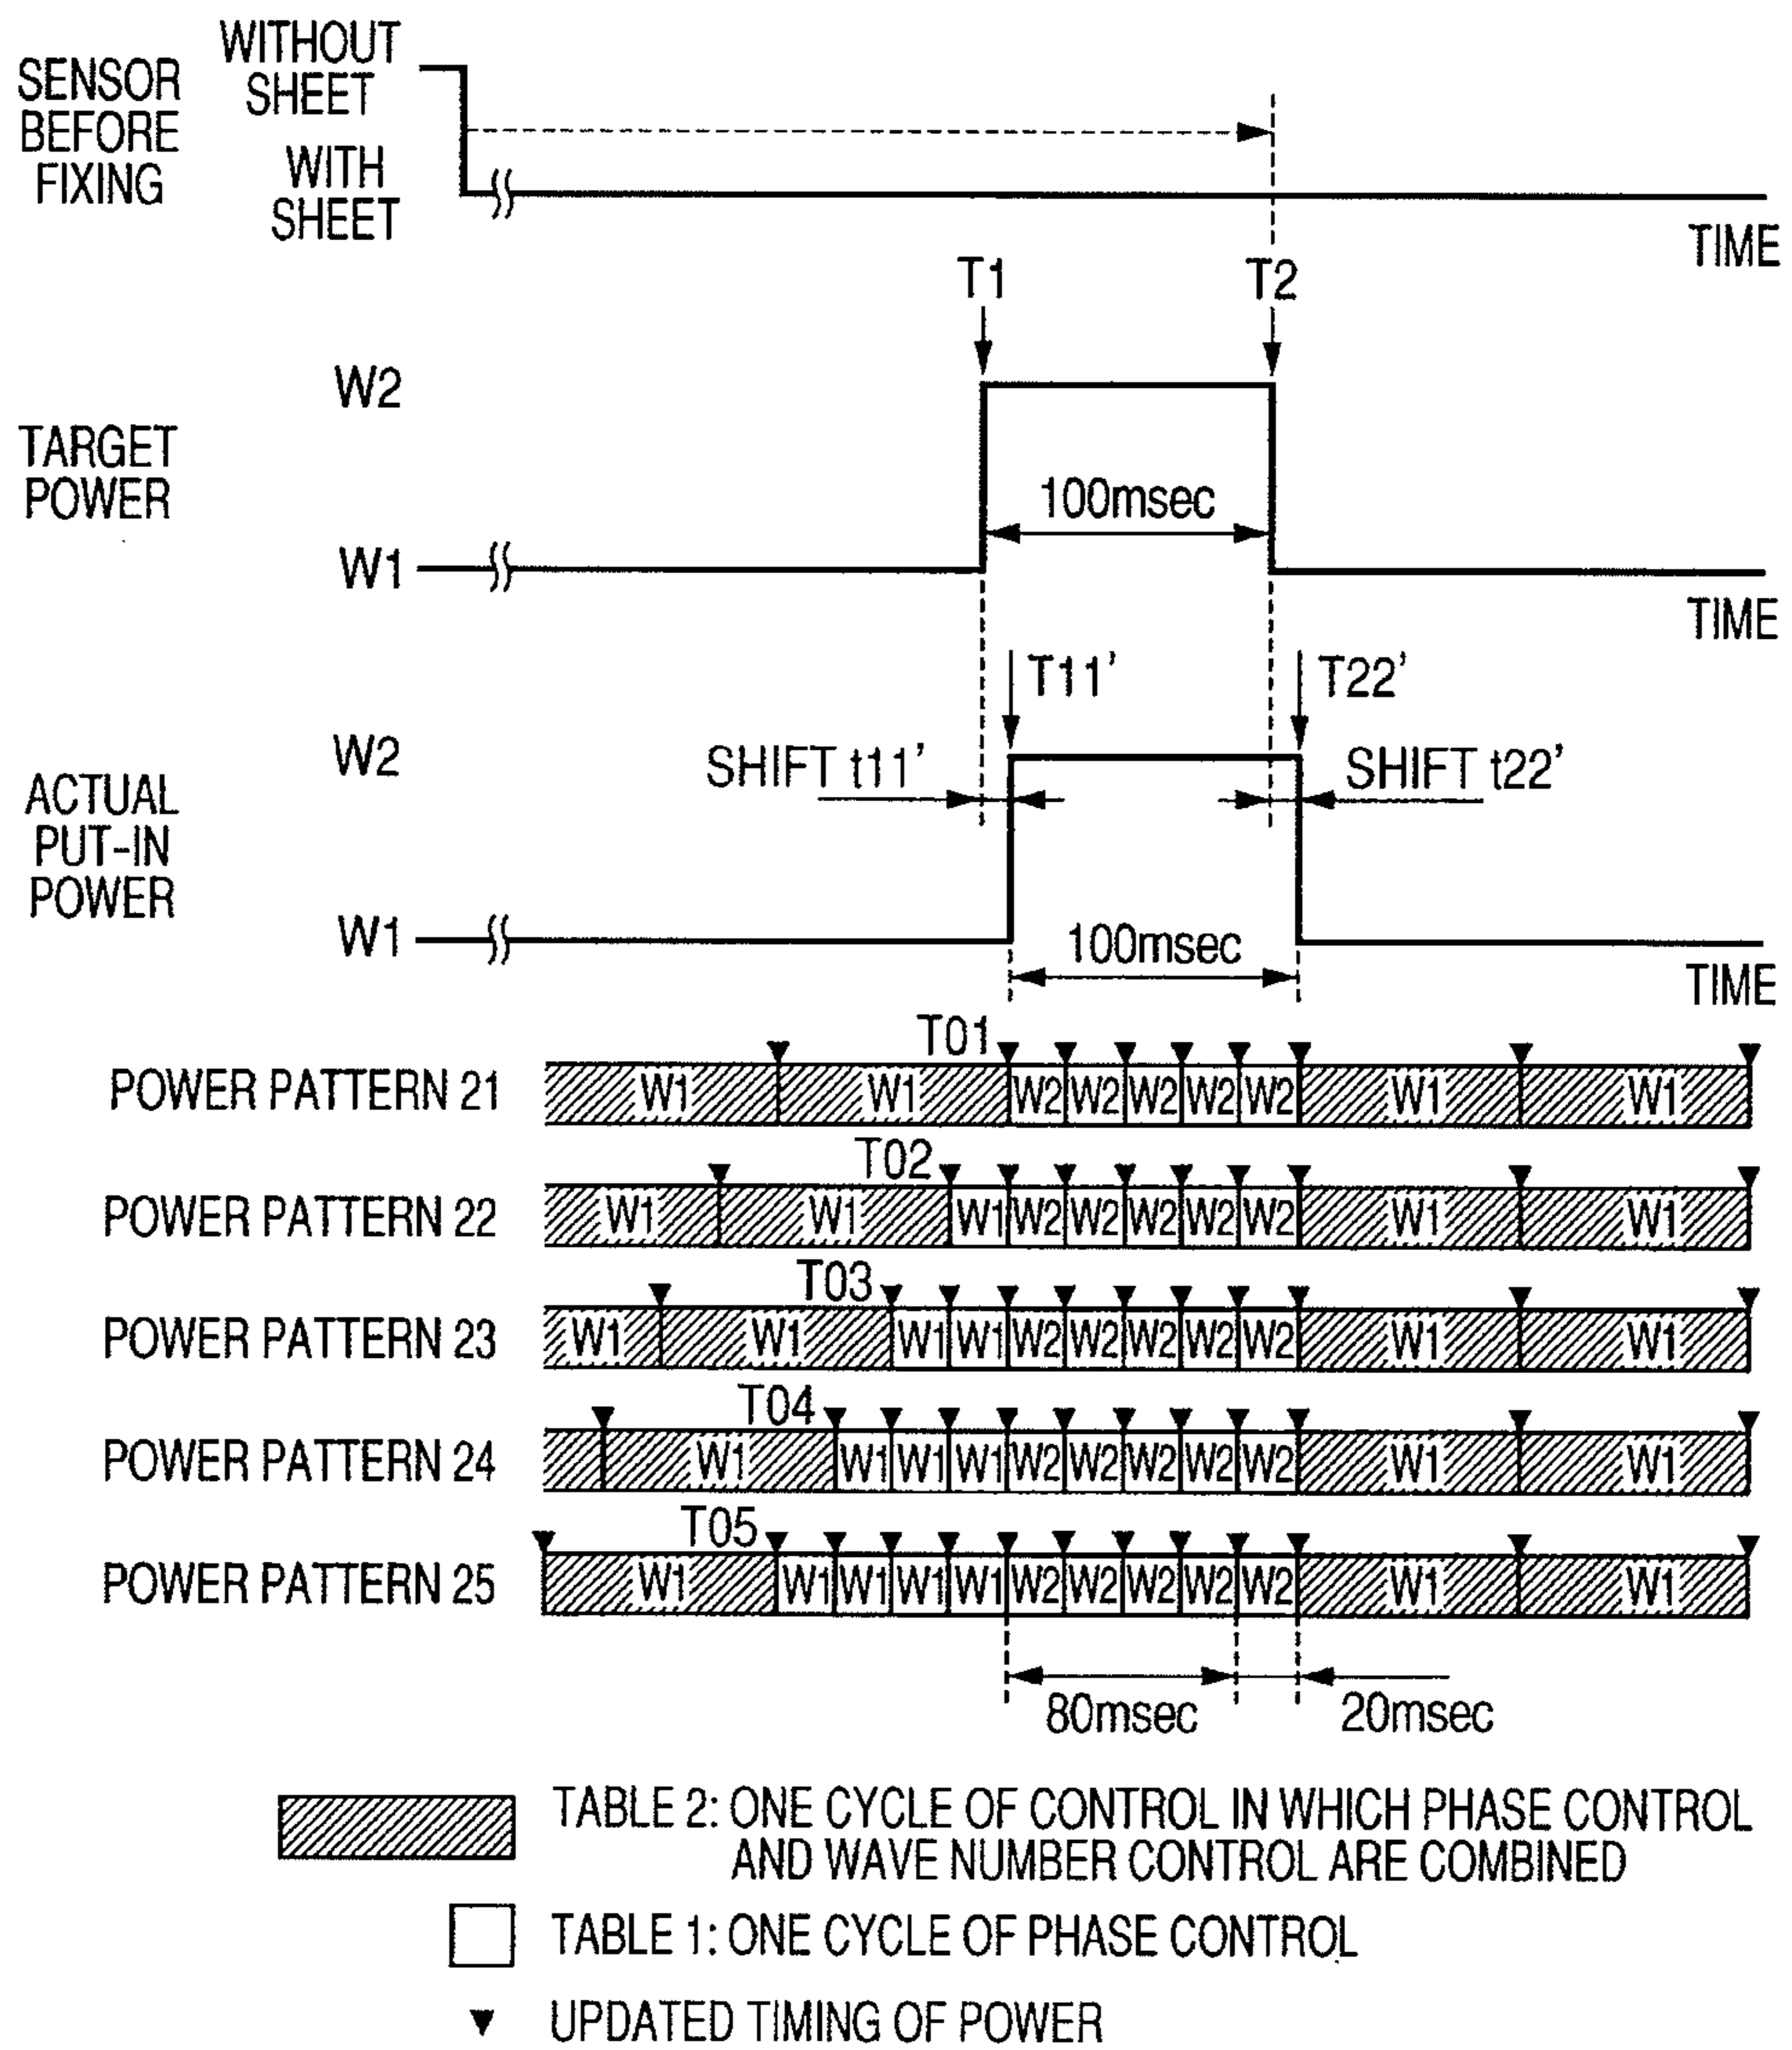 SENSOR
BEFORE
FIXING
WITHOUT
SHEET
WITH
SHEET
TIME
T1
T2
TARGET
POWER
W2
100msec
W1
TIME
T11’
T22’
ACTUAL
PUT-IN
POWER
W2
SHIFT t11’
SHIFT t22’
W1
100msec
TIME
T01
POWER PATTERN 21
W1 W1 W2 W2 W2 W2 W2 W1 W1
T02
POWER PATTERN 22
W1 W1 W1 W2 W2 W2 W2 W2 W1 W1
T03
POWER PATTERN 23
W1 W1 W1 W1 W2 W2 W2 W2 W2 W1 W1
T04
POWER PATTERN 24
W1 W1 W1 W1 W2 W2 W2 W2 W2 W1 W1
T05
POWER PATTERN 25
W1 W1 W1 W1 W1 W2 W2 W2 W2 W2 W1 W1
80msec
20msec
TABLE 2: ONE CYCLE OF CONTROL IN WHICH PHASE CONTROL
AND WAVE NUMBER CONTROL ARE COMBINED
TABLE 1: ONE CYCLE OF PHASE CONTROL
UPDATED TIMING OF POWER